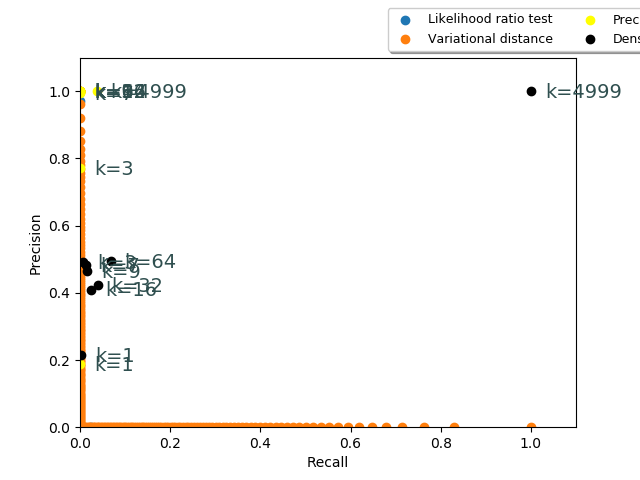 Likelihood ratio test
Variational distance
Prec
Dens
1.0
0.8
0.6
0.4
0.2
0.0
0.0
0.2
0.4
0.6
0.8
1.0
Precision
Recall
k=4999
k=3
k=64
k=9
k=32
k=16
k=1
k=1